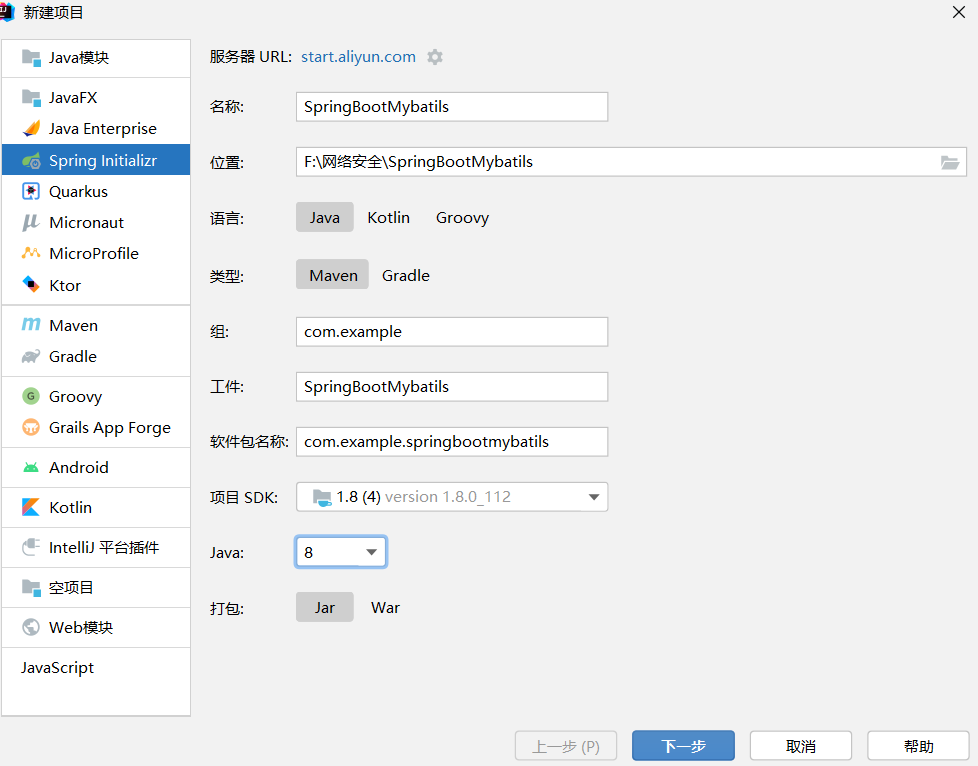 新建项目
Java模块
JavaFX
Java Enterprise
Spring Initializr
Quarkus
Micronaut
MicroProfile
Ktor
Maven
Gradle
Groovy
Grails App Forge
Android
Kotlin
IntelliJ 平台插件
空项目
Web模块
JavaScript
服务器 URL: start.aliyun.com
名称: SpringBootMybatils
位置: F:\网络安全\SpringBootMybatils
语言: Java Kotlin Groovy
类型: Maven Gradle
组: com.example
工件: SpringBootMybatils
软件包名称: com.example.springbootmybatils
项目 SDK: 1.8 (4) version 1.8.0_112
Java: 8
打包: Jar War
上一步 (P) 下一步 取消 帮助